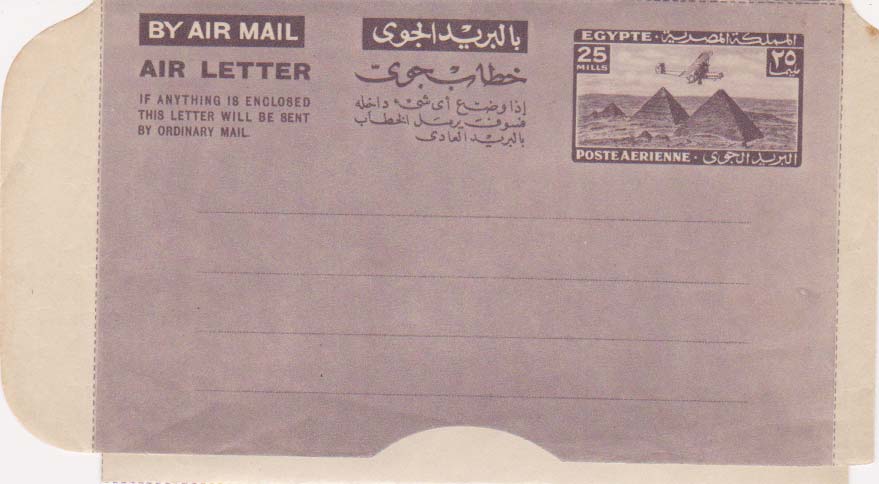 BY AIR MAIL
AIR LETTER
IF ANYTHING IS ENCLOSED
THIS LETTER WILL BE SENT
BY ORDINARY MAIL.
بالبريد الجوى
خطاب جوى
إذا وضع أى شىء داخله
فسوف يرسل الخطاب
بالبريد العادى
EGYPTE · المملكة المصرية
25 ٢٥
MILLS مليما
POSTE AERIENNE · البريد الجوى